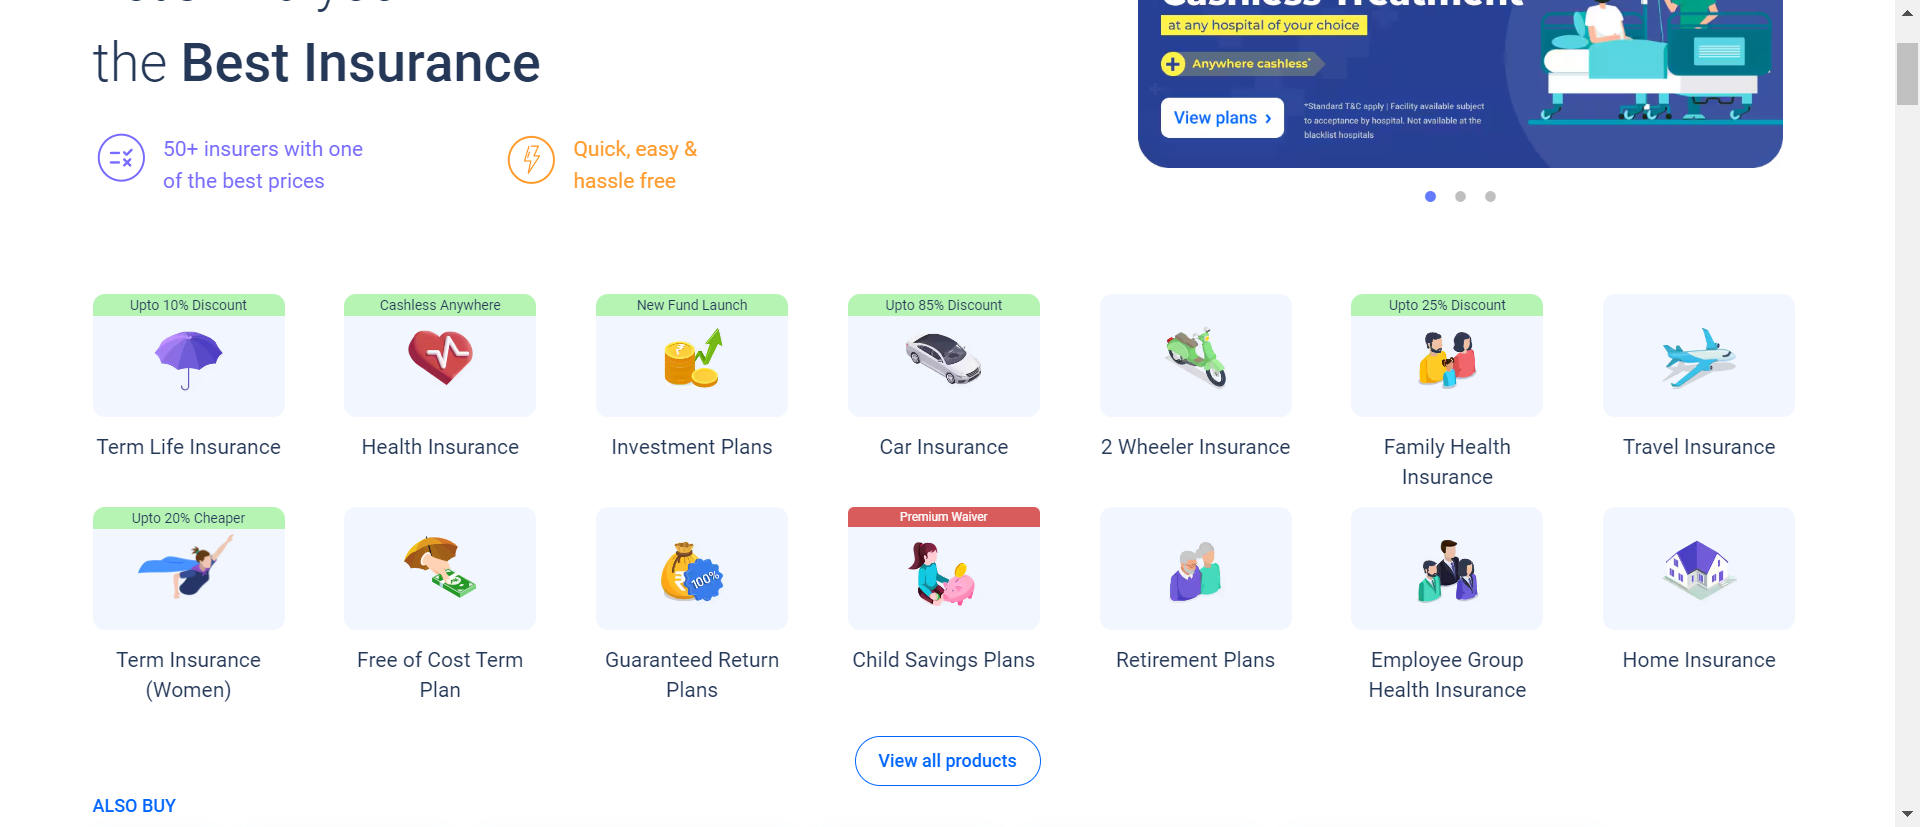 the Best Insurance
50+ insurers with one
of the best prices
Quick, easy &
hassle free
Cashless Treatment
at any hospital of your choice
Anywhere cashless*
View plans ›
*Standard T&C apply | Facility available subject
to acceptance by hospital. Not available at the
blacklist hospitals
Upto 10% Discount
Term Life Insurance
Cashless Anywhere
Health Insurance
New Fund Launch
Investment Plans
Upto 85% Discount
Car Insurance
2 Wheeler Insurance
Upto 25% Discount
Family Health
Insurance
Travel Insurance
Upto 20% Cheaper
Term Insurance
(Women)
Free of Cost Term
Plan
₹ 100%
Guaranteed Return
Plans
Premium Waiver
Child Savings Plans
Retirement Plans
Employee Group
Health Insurance
Home Insurance
View all products
ALSO BUY